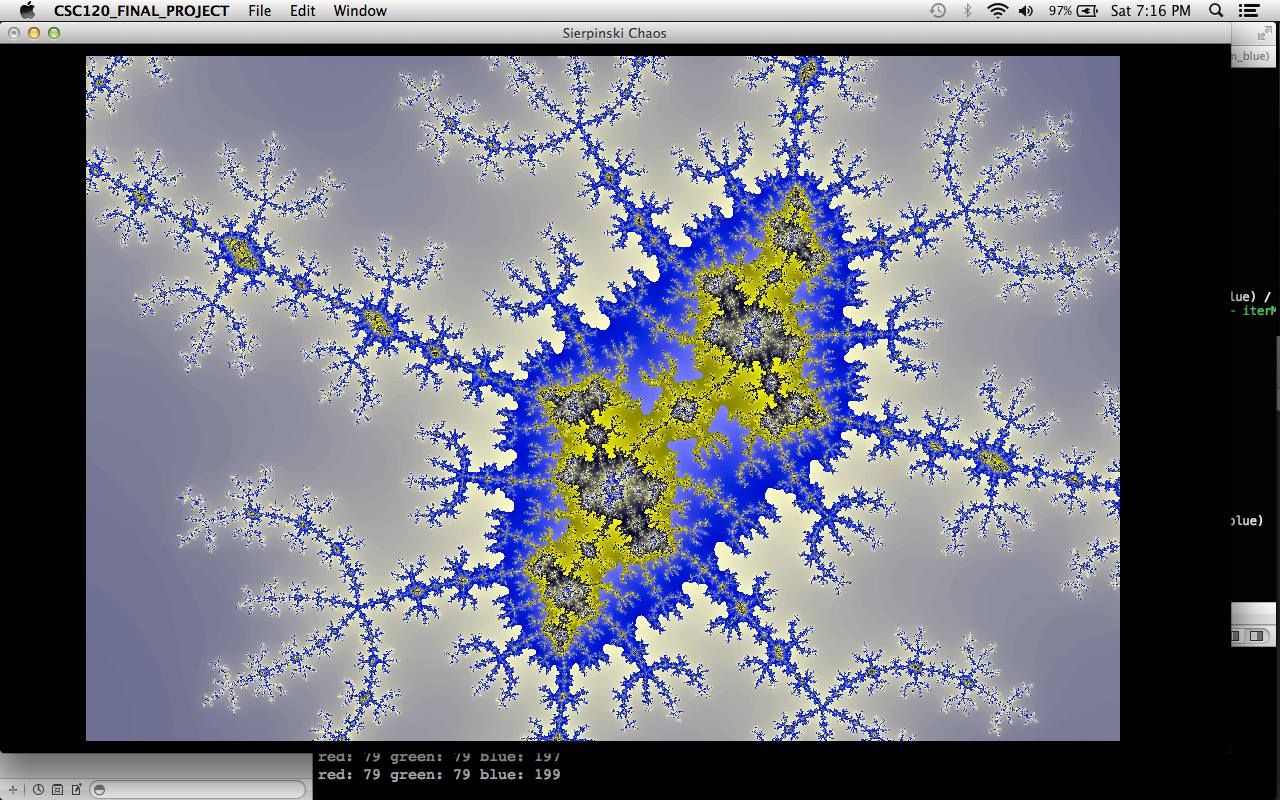 CSC120_FINAL_PROJECT File Edit Window 97% Sat 7:16 PM
Sierpinski Chaos
n_blue)
lue) /
- iterM
blue)
red: 79 green: 79 blue: 197
red: 79 green: 79 blue: 199